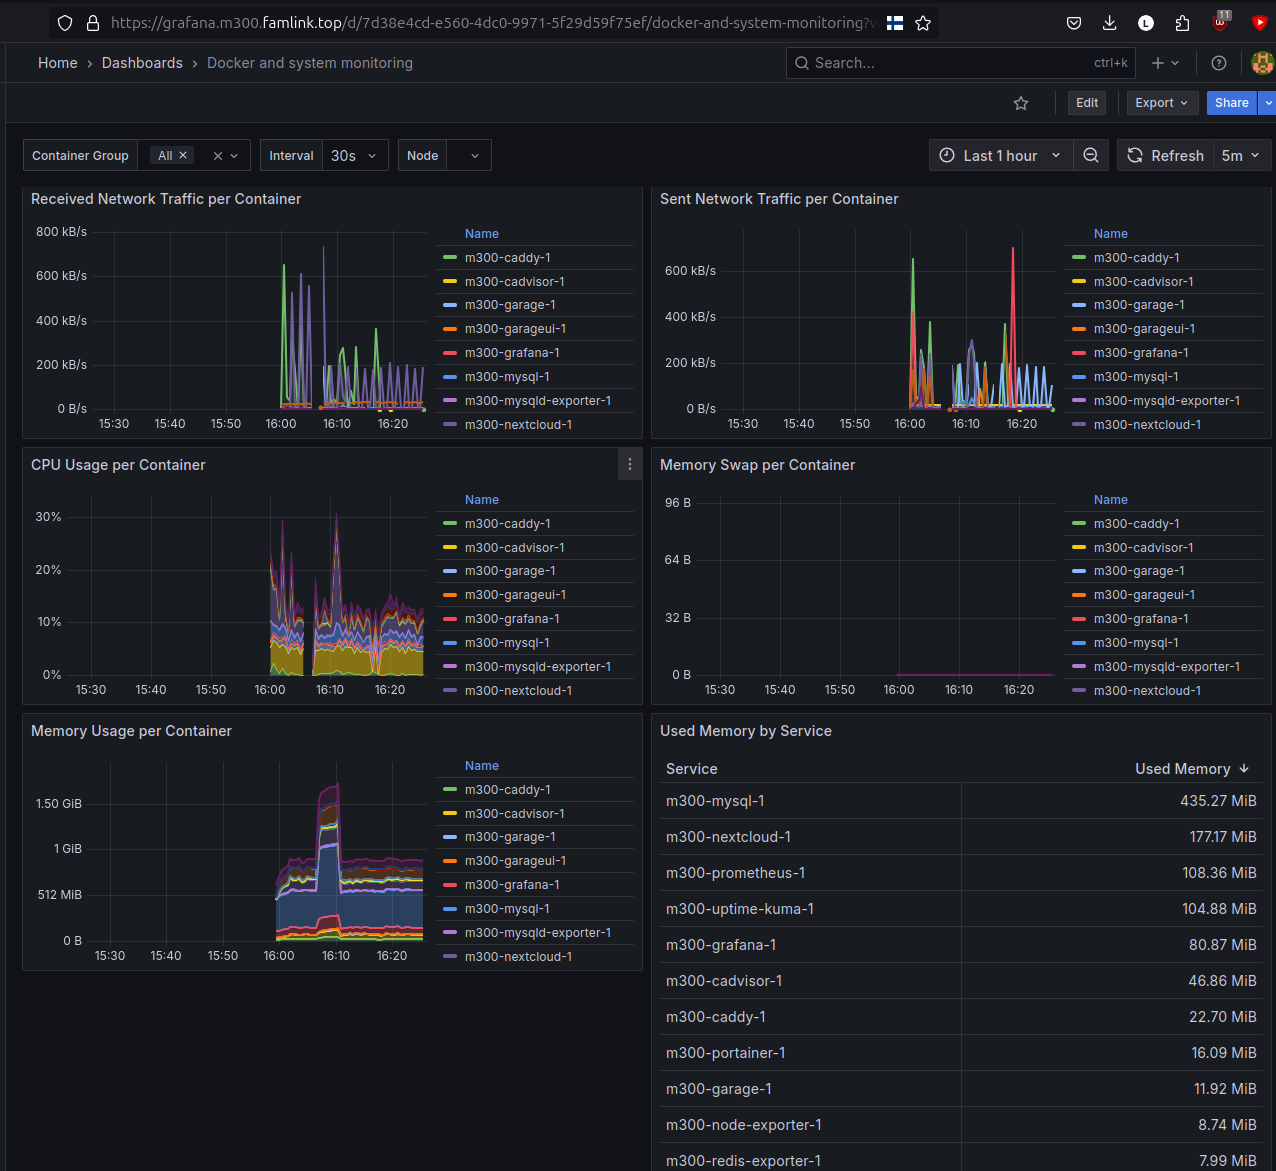 https://grafana.m300.famlink.top/d/7d38e4cd-e560-4dc0-9971-5f29d59f75ef/docker-and-system-monitoring?v
L
11
Home › Dashboards › Docker and system monitoring
Search...
ctrl+k
Edit
Export
Share
Container Group
All
Interval
30s
Node
Last 1 hour
Refresh
5m
Received Network Traffic per Container
800 kB/s
600 kB/s
400 kB/s
200 kB/s
0 B/s
15:30 15:40 15:50 16:00 16:10 16:20
Name
m300-caddy-1
m300-cadvisor-1
m300-garage-1
m300-garageui-1
m300-grafana-1
m300-mysql-1
m300-mysqld-exporter-1
m300-nextcloud-1
Sent Network Traffic per Container
600 kB/s
400 kB/s
200 kB/s
0 B/s
15:30 15:40 15:50 16:00 16:10 16:20
Name
m300-caddy-1
m300-cadvisor-1
m300-garage-1
m300-garageui-1
m300-grafana-1
m300-mysql-1
m300-mysqld-exporter-1
m300-nextcloud-1
CPU Usage per Container
30%
20%
10%
0%
15:30 15:40 15:50 16:00 16:10 16:20
Name
m300-caddy-1
m300-cadvisor-1
m300-garage-1
m300-garageui-1
m300-grafana-1
m300-mysql-1
m300-mysqld-exporter-1
m300-nextcloud-1
Memory Swap per Container
96 B
64 B
32 B
0 B
15:30 15:40 15:50 16:00 16:10 16:20
Name
m300-caddy-1
m300-cadvisor-1
m300-garage-1
m300-garageui-1
m300-grafana-1
m300-mysql-1
m300-mysqld-exporter-1
m300-nextcloud-1
Memory Usage per Container
1.50 GiB
1 GiB
512 MiB
0 B
15:30 15:40 15:50 16:00 16:10 16:20
Name
m300-caddy-1
m300-cadvisor-1
m300-garage-1
m300-garageui-1
m300-grafana-1
m300-mysql-1
m300-mysqld-exporter-1
m300-nextcloud-1
Used Memory by Service
Service Used Memory
m300-mysql-1 435.27 MiB
m300-nextcloud-1 177.17 MiB
m300-prometheus-1 108.36 MiB
m300-uptime-kuma-1 104.88 MiB
m300-grafana-1 80.87 MiB
m300-cadvisor-1 46.86 MiB
m300-caddy-1 22.70 MiB
m300-portainer-1 16.09 MiB
m300-garage-1 11.92 MiB
m300-node-exporter-1 8.74 MiB
m300-redis-exporter-1 7.99 MiB